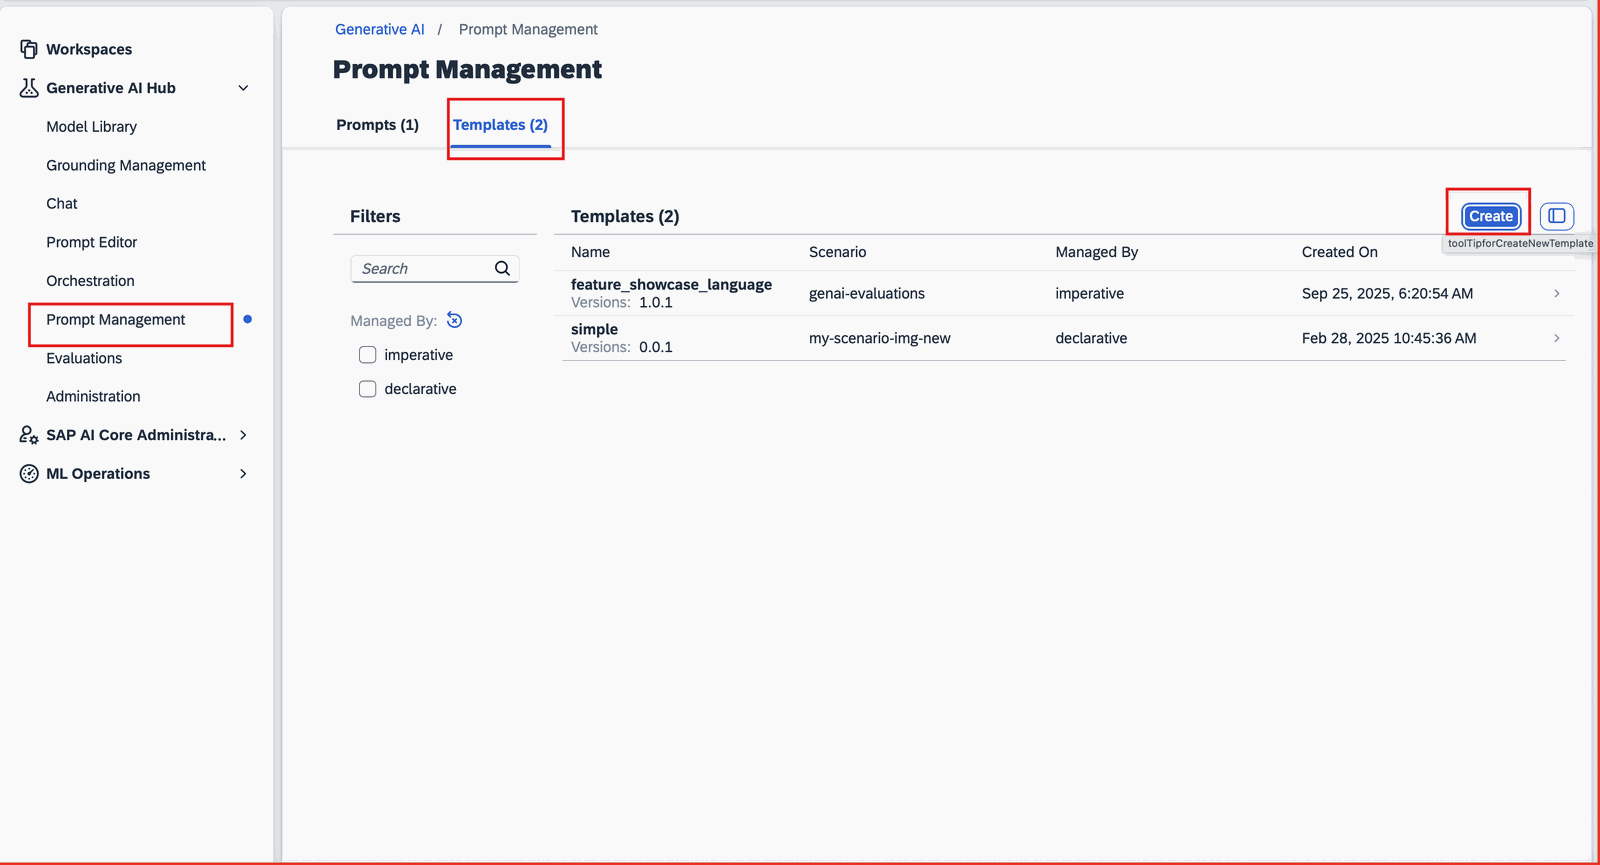 Workspaces
Generative AI Hub
Model Library
Grounding Management
Chat
Prompt Editor
Orchestration
Prompt Management
Evaluations
Administration
SAP AI Core Administra...
ML Operations
Generative AI / Prompt Management
Prompt Management
Prompts (1) Templates (2)
Filters
Search
Managed By:
imperative
declarative
Templates (2) Create
toolTipforCreateNewTemplate
Name Scenario Managed By Created On
feature_showcase_language
Versions: 1.0.1 genai-evaluations imperative Sep 25, 2025, 6:20:54 AM
simple
Versions: 0.0.1 my-scenario-img-new declarative Feb 28, 2025 10:45:36 AM